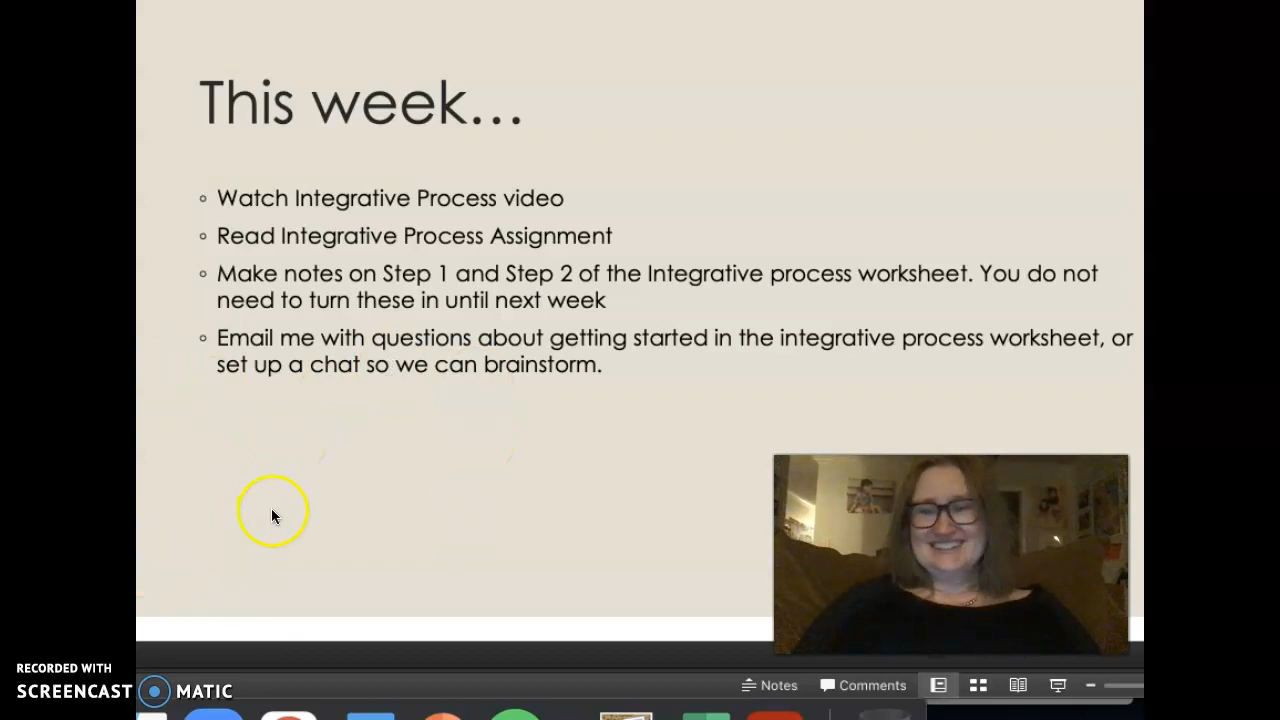 This week...
Watch Integrative Process video
Read Integrative Process Assignment
Make notes on Step 1 and Step 2 of the Integrative process worksheet. You do not
need to turn these in until next week
Email me with questions about getting started in the integrative process worksheet, or
set up a chat so we can brainstorm.
RECORDED WITH
SCREENCAST MATIC
Notes Comments